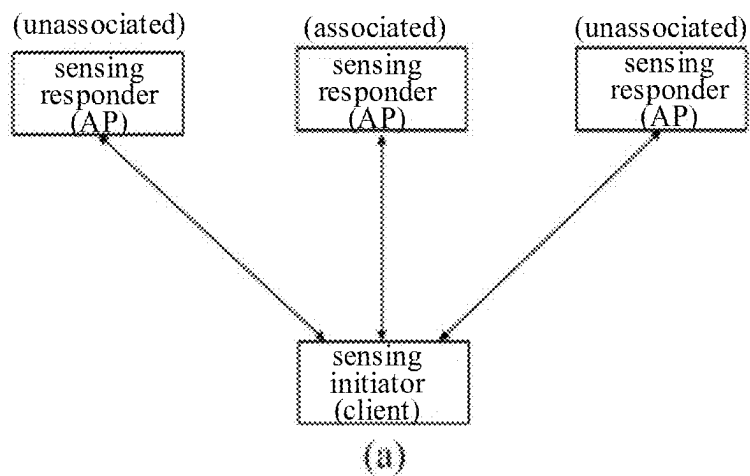 (unassociated) (associated) (unassociated)
sensing responder (AP)
sensing responder (AP)
sensing responder (AP)
sensing
initiator
(client)
(a)